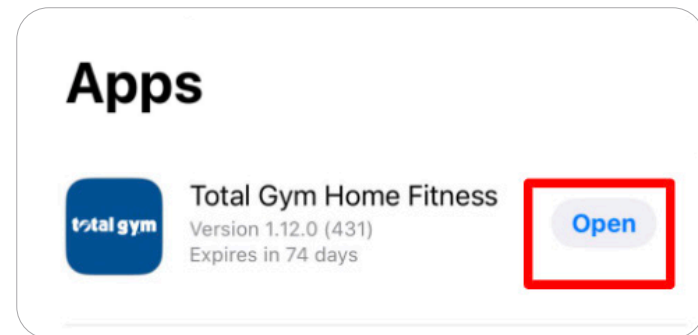 Apps
total gym
Total Gym Home Fitness
Version 1.12.0 (431)
Expires in 74 days
Open